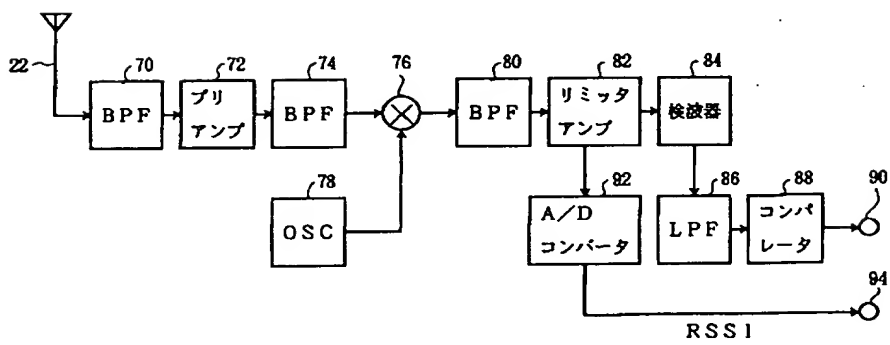 22
70
BPF
72
プリ
アンプ
74
BPF
76
78
OSC
80
BPF
82
リミッタ
アンプ
84
検波器
92
A/D
コンバータ
86
LPF
88
コンパ
レータ
90
94
RSSI